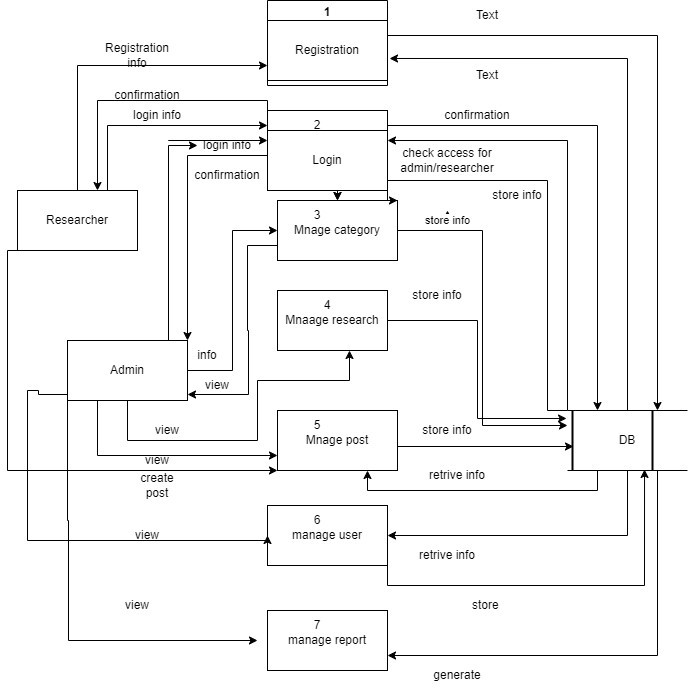 1
Text
Registration
Registration
info
Text
confirmation
login info
confirmation
2
login info
Login
check access for
admin/researcher
confirmation
store info
Researcher
3
Mnage category
store info
4
Mnaage research
store info
info
Admin
view
5
Mnage post
store info
view
DB
view
create
post
retrive info
6
manage user
view
retrive info
view
store
7
manage report
generate